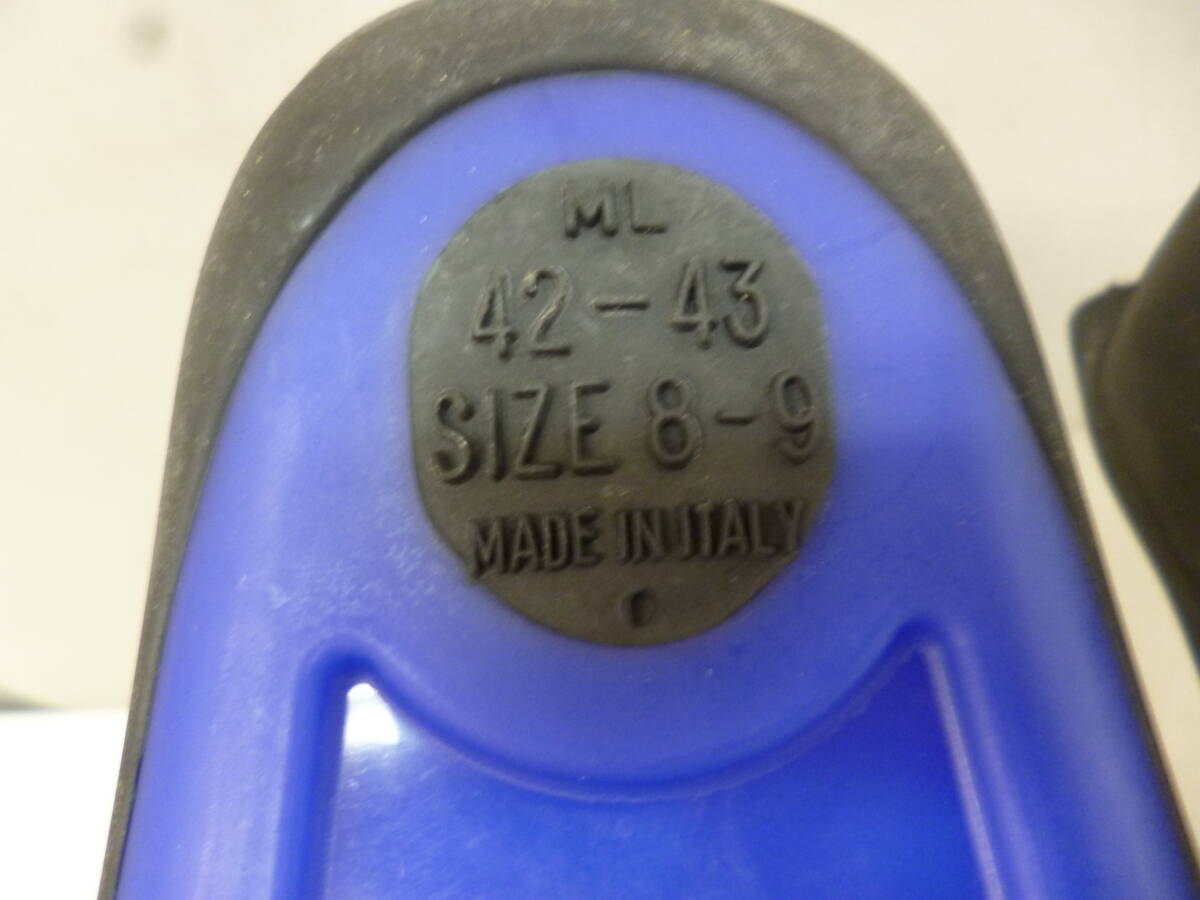 ML
42-43
SIZE 8-9
MADE IN ITALY